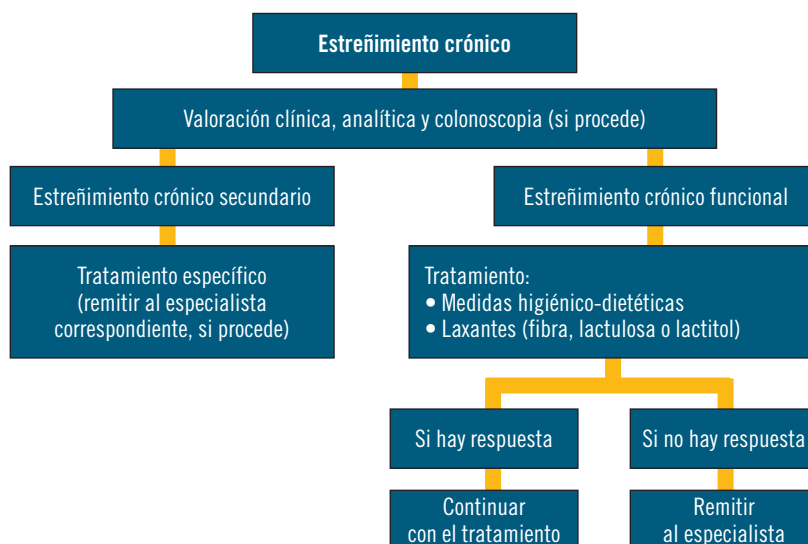 Estreñimiento crónico
Valoración clínica, analítica y colonoscopia (si procede)
Estreñimiento crónico secundario
Estreñimiento crónico funcional
Tratamiento específico
(remitir al especialista
correspondiente, si procede)
Tratamiento:
• Medidas higiénico-dietéticas
• Laxantes (fibra, lactulosa o lactitol)
Si hay respuesta
Si no hay respuesta
Continuar
con el tratamiento
Remitir
al especialista